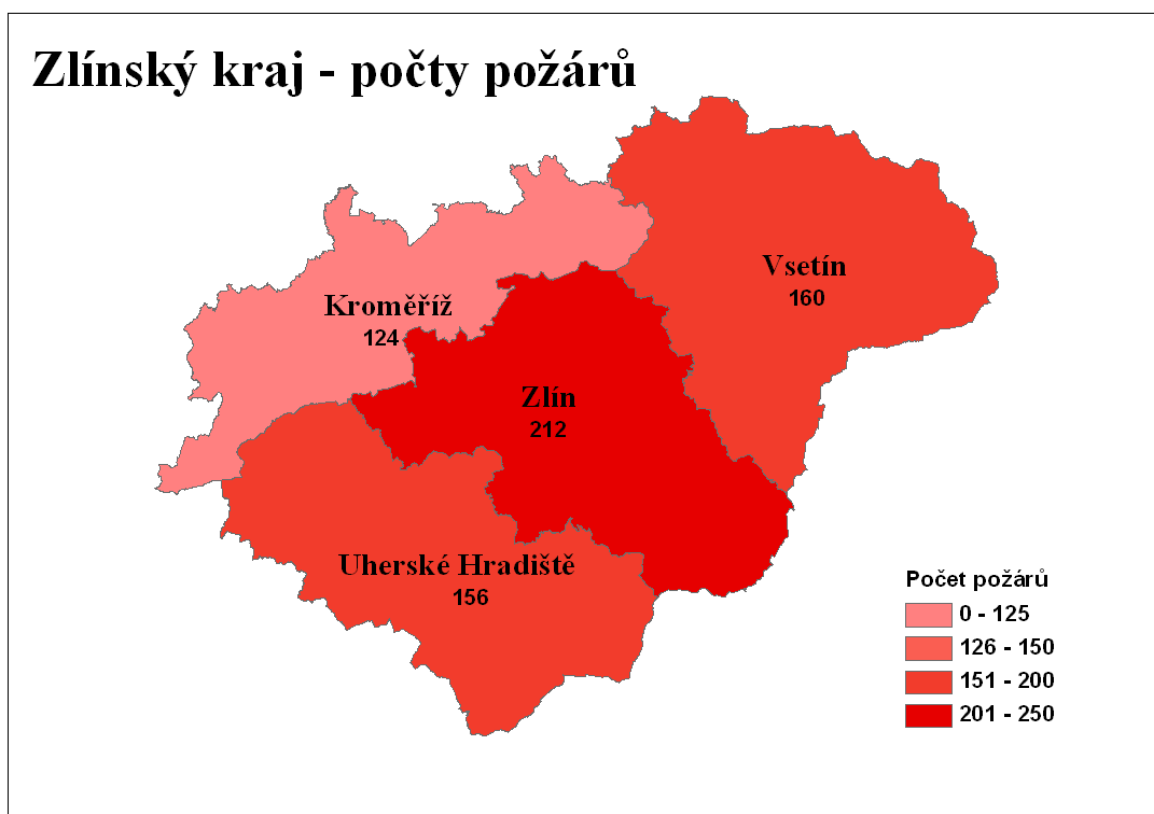 Zlínský kraj - počty požárů
Vsetín
160
Kroměříž
124
Zlín
212
Uherské Hradiště
156
Počet požárů
0 - 125
126 - 150
151 - 200
201 - 250